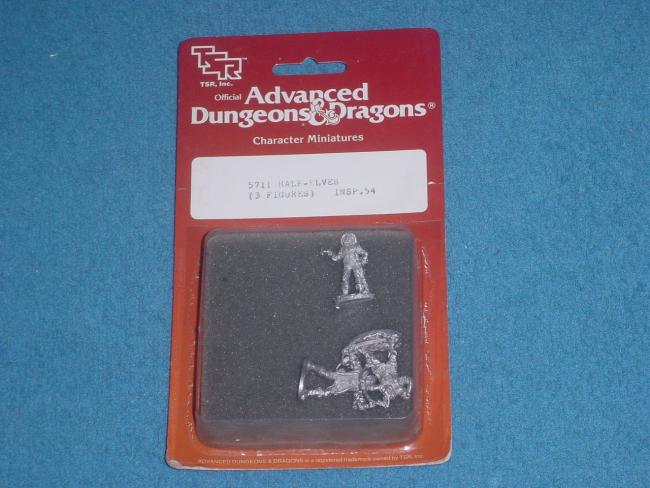 TSR™
TSR, Inc.
Official Advanced
Dungeons & Dragons®
Character Miniatures
5711 HALF-ELVES
(3 FIGURES) INSP.54
ADVANCED DUNGEONS & DRAGONS is a registered trademark owned by TSR, Inc.